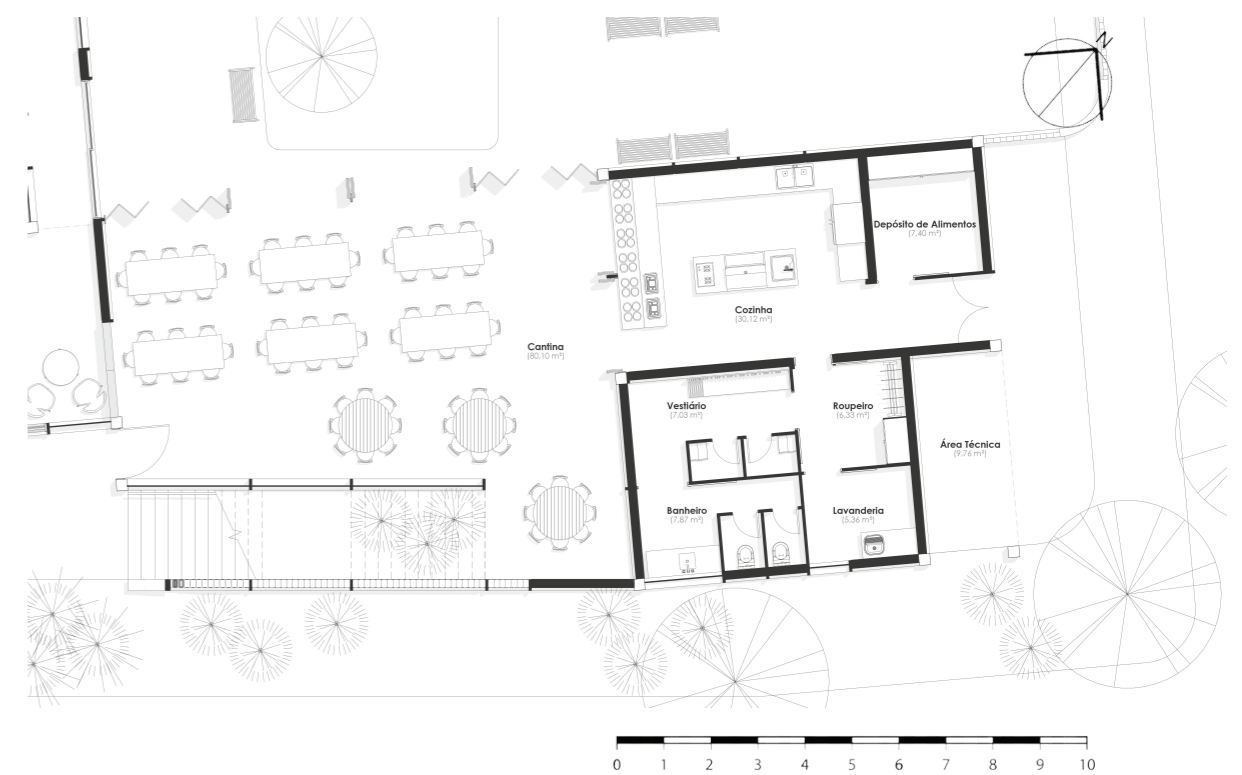 N
Depósito de Alimentos
(7.40 m²)
Cozinha
(30.12 m²)
Cantina
(80.10 m²)
Vestiário
(7.03 m²)
Roupeiro
(6.33 m²)
Área Técnica
(9.76 m²)
Banheiro
(7.87 m²)
Lavanderia
(5.36 m²)
0 1 2 3 4 5 6 7 8 9 10